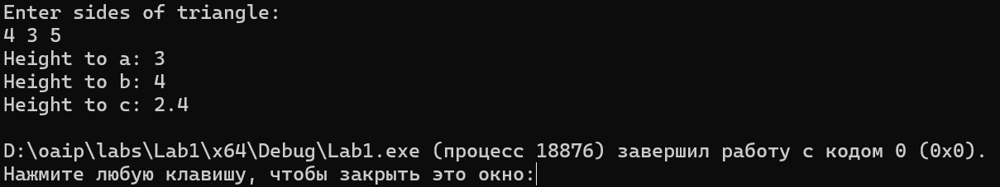 Enter sides of triangle:
4 3 5
Height to a: 3
Height to b: 4
Height to c: 2.4
D:\oaip\labs\Lab1\x64\Debug\Lab1.exe (процесс 18876) завершил работу с кодом 0 (0x0).
Нажмите любую клавишу, чтобы закрыть это окно: